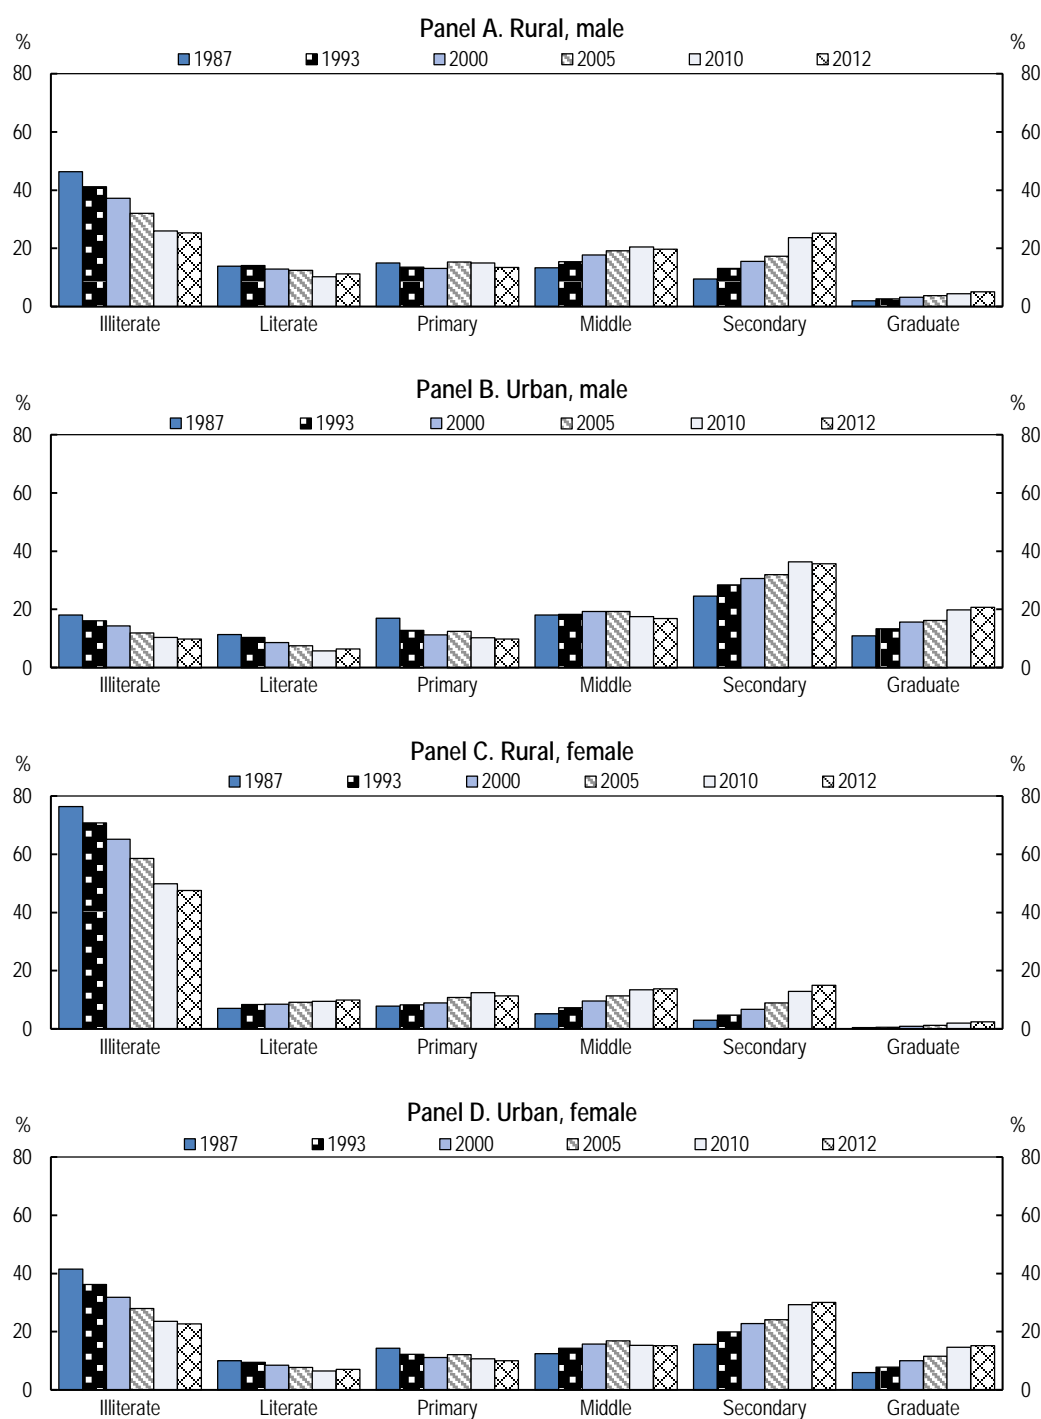 Panel A. Rural, male
% %
1987 1993 2000 2005 2010 2012
80 80
60 60
40 40
20 20
0 0
Illiterate Literate Primary Middle Secondary Graduate
Panel B. Urban, male
% %
1987 1993 2000 2005 2010 2012
80 80
60 60
40 40
20 20
0 0
Illiterate Literate Primary Middle Secondary Graduate
Panel C. Rural, female
% %
1987 1993 2000 2005 2010 2012
80 80
60 60
40 40
20 20
0 0
Illiterate Literate Primary Middle Secondary Graduate
Panel D. Urban, female
% %
1987 1993 2000 2005 2010 2012
80 80
60 60
40 40
20 20
0 0
Illiterate Literate Primary Middle Secondary Graduate